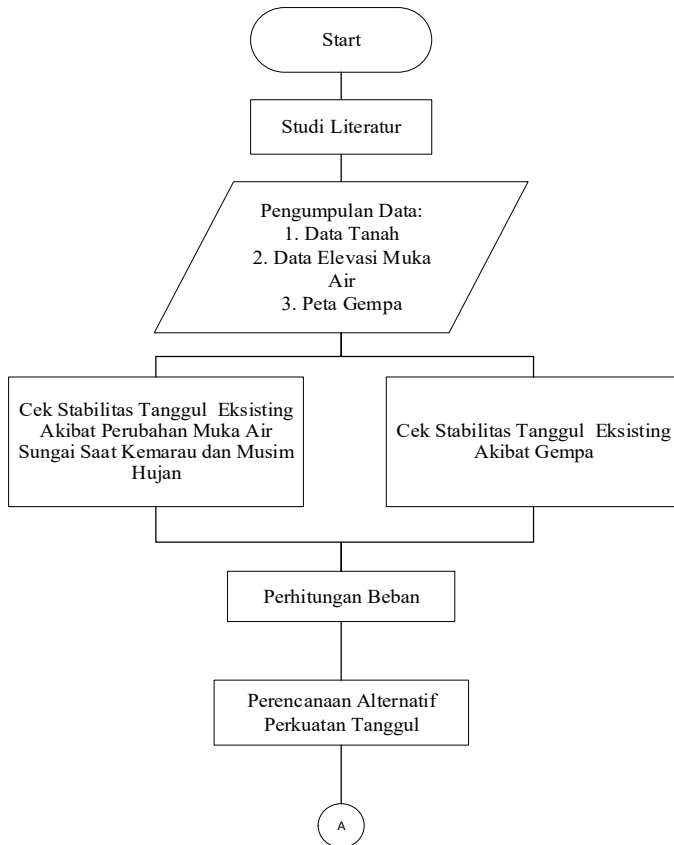 Start
Studi Literatur
Pengumpulan Data:
1. Data Tanah
2. Data Elevasi Muka
Air
3. Peta Gempa
Cek Stabilitas Tanggul Eksisting
Akibat Perubahan Muka Air
Sungai Saat Kemarau dan Musim
Hujan
Cek Stabilitas Tanggul Eksisting
Akibat Gempa
Perhitungan Beban
Perencanaan Alternatif
Perkuatan Tanggul
A